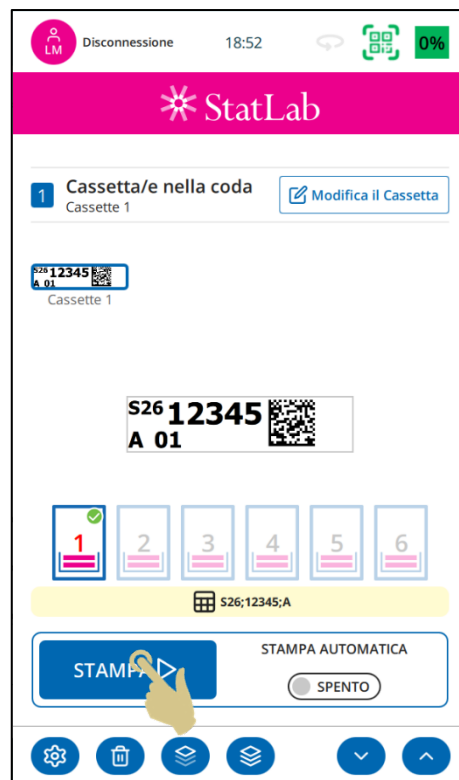 LM Disconnessione 18:52 0%
StatLab
1 Cassetta/e nella coda
Cassette 1
Modifica il Cassetta
S26 12345
A 01
Cassette 1
S26 12345
A 01
1 2 3 4 5 6
S26;12345;A
STAMPA
STAMPA AUTOMATICA
SPENTO